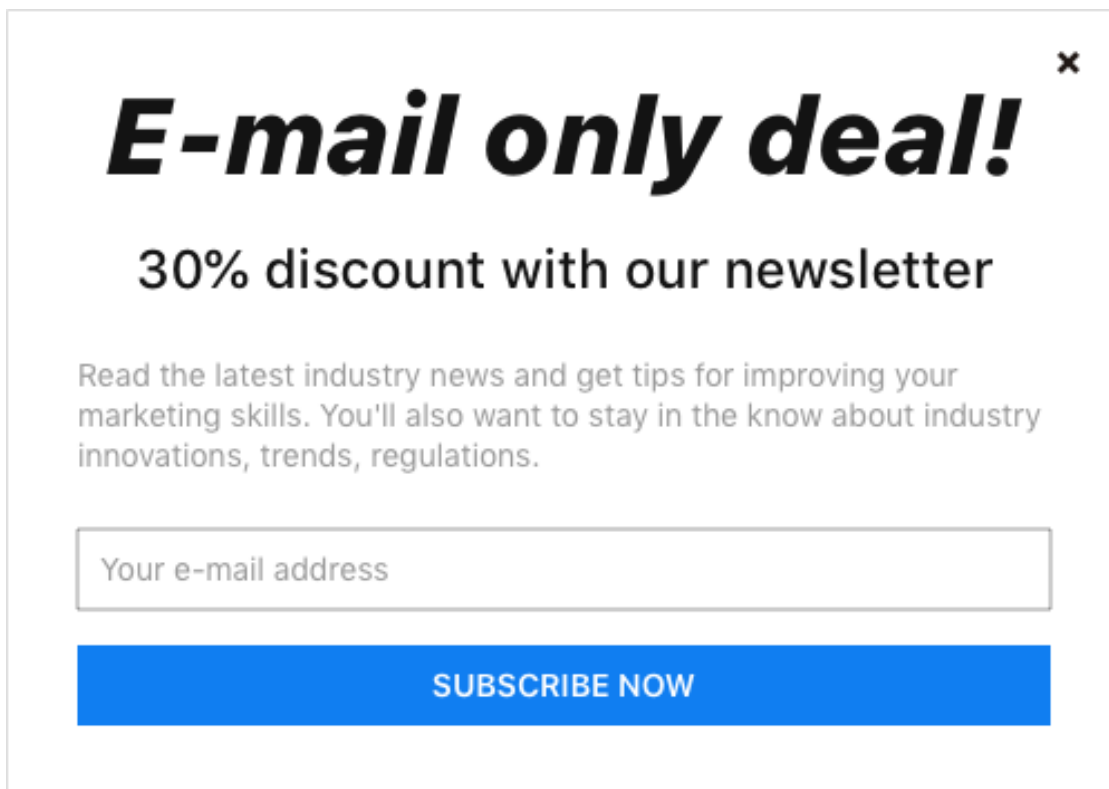 E-mail only deal!
30% discount with our newsletter
Read the latest industry news and get tips for improving your
marketing skills. You'll also want to stay in the know about industry
innovations, trends, regulations.
Your e-mail address
SUBSCRIBE NOW